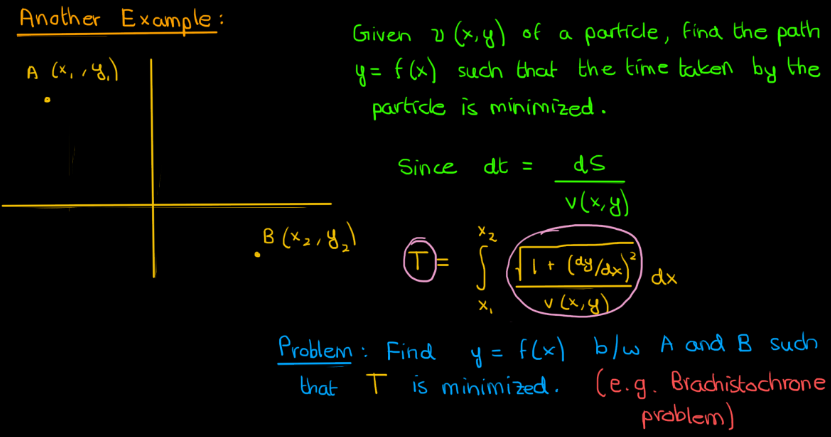 Another Example:
Given v(x,y) of a particle, find the path
A (x₁, y₁)
y = f(x) such that the time taken by the
particle is minimized.
Since dt = dS / v(x,y)
B (x₂, y₂)
T = ∫_{x₁}^{x₂} √(1 + (dy/dx)²) / v(x,y) dx
Problem: Find y = f(x) b/w A and B such
that T is minimized. (e.g. Brachistochrone
problem)